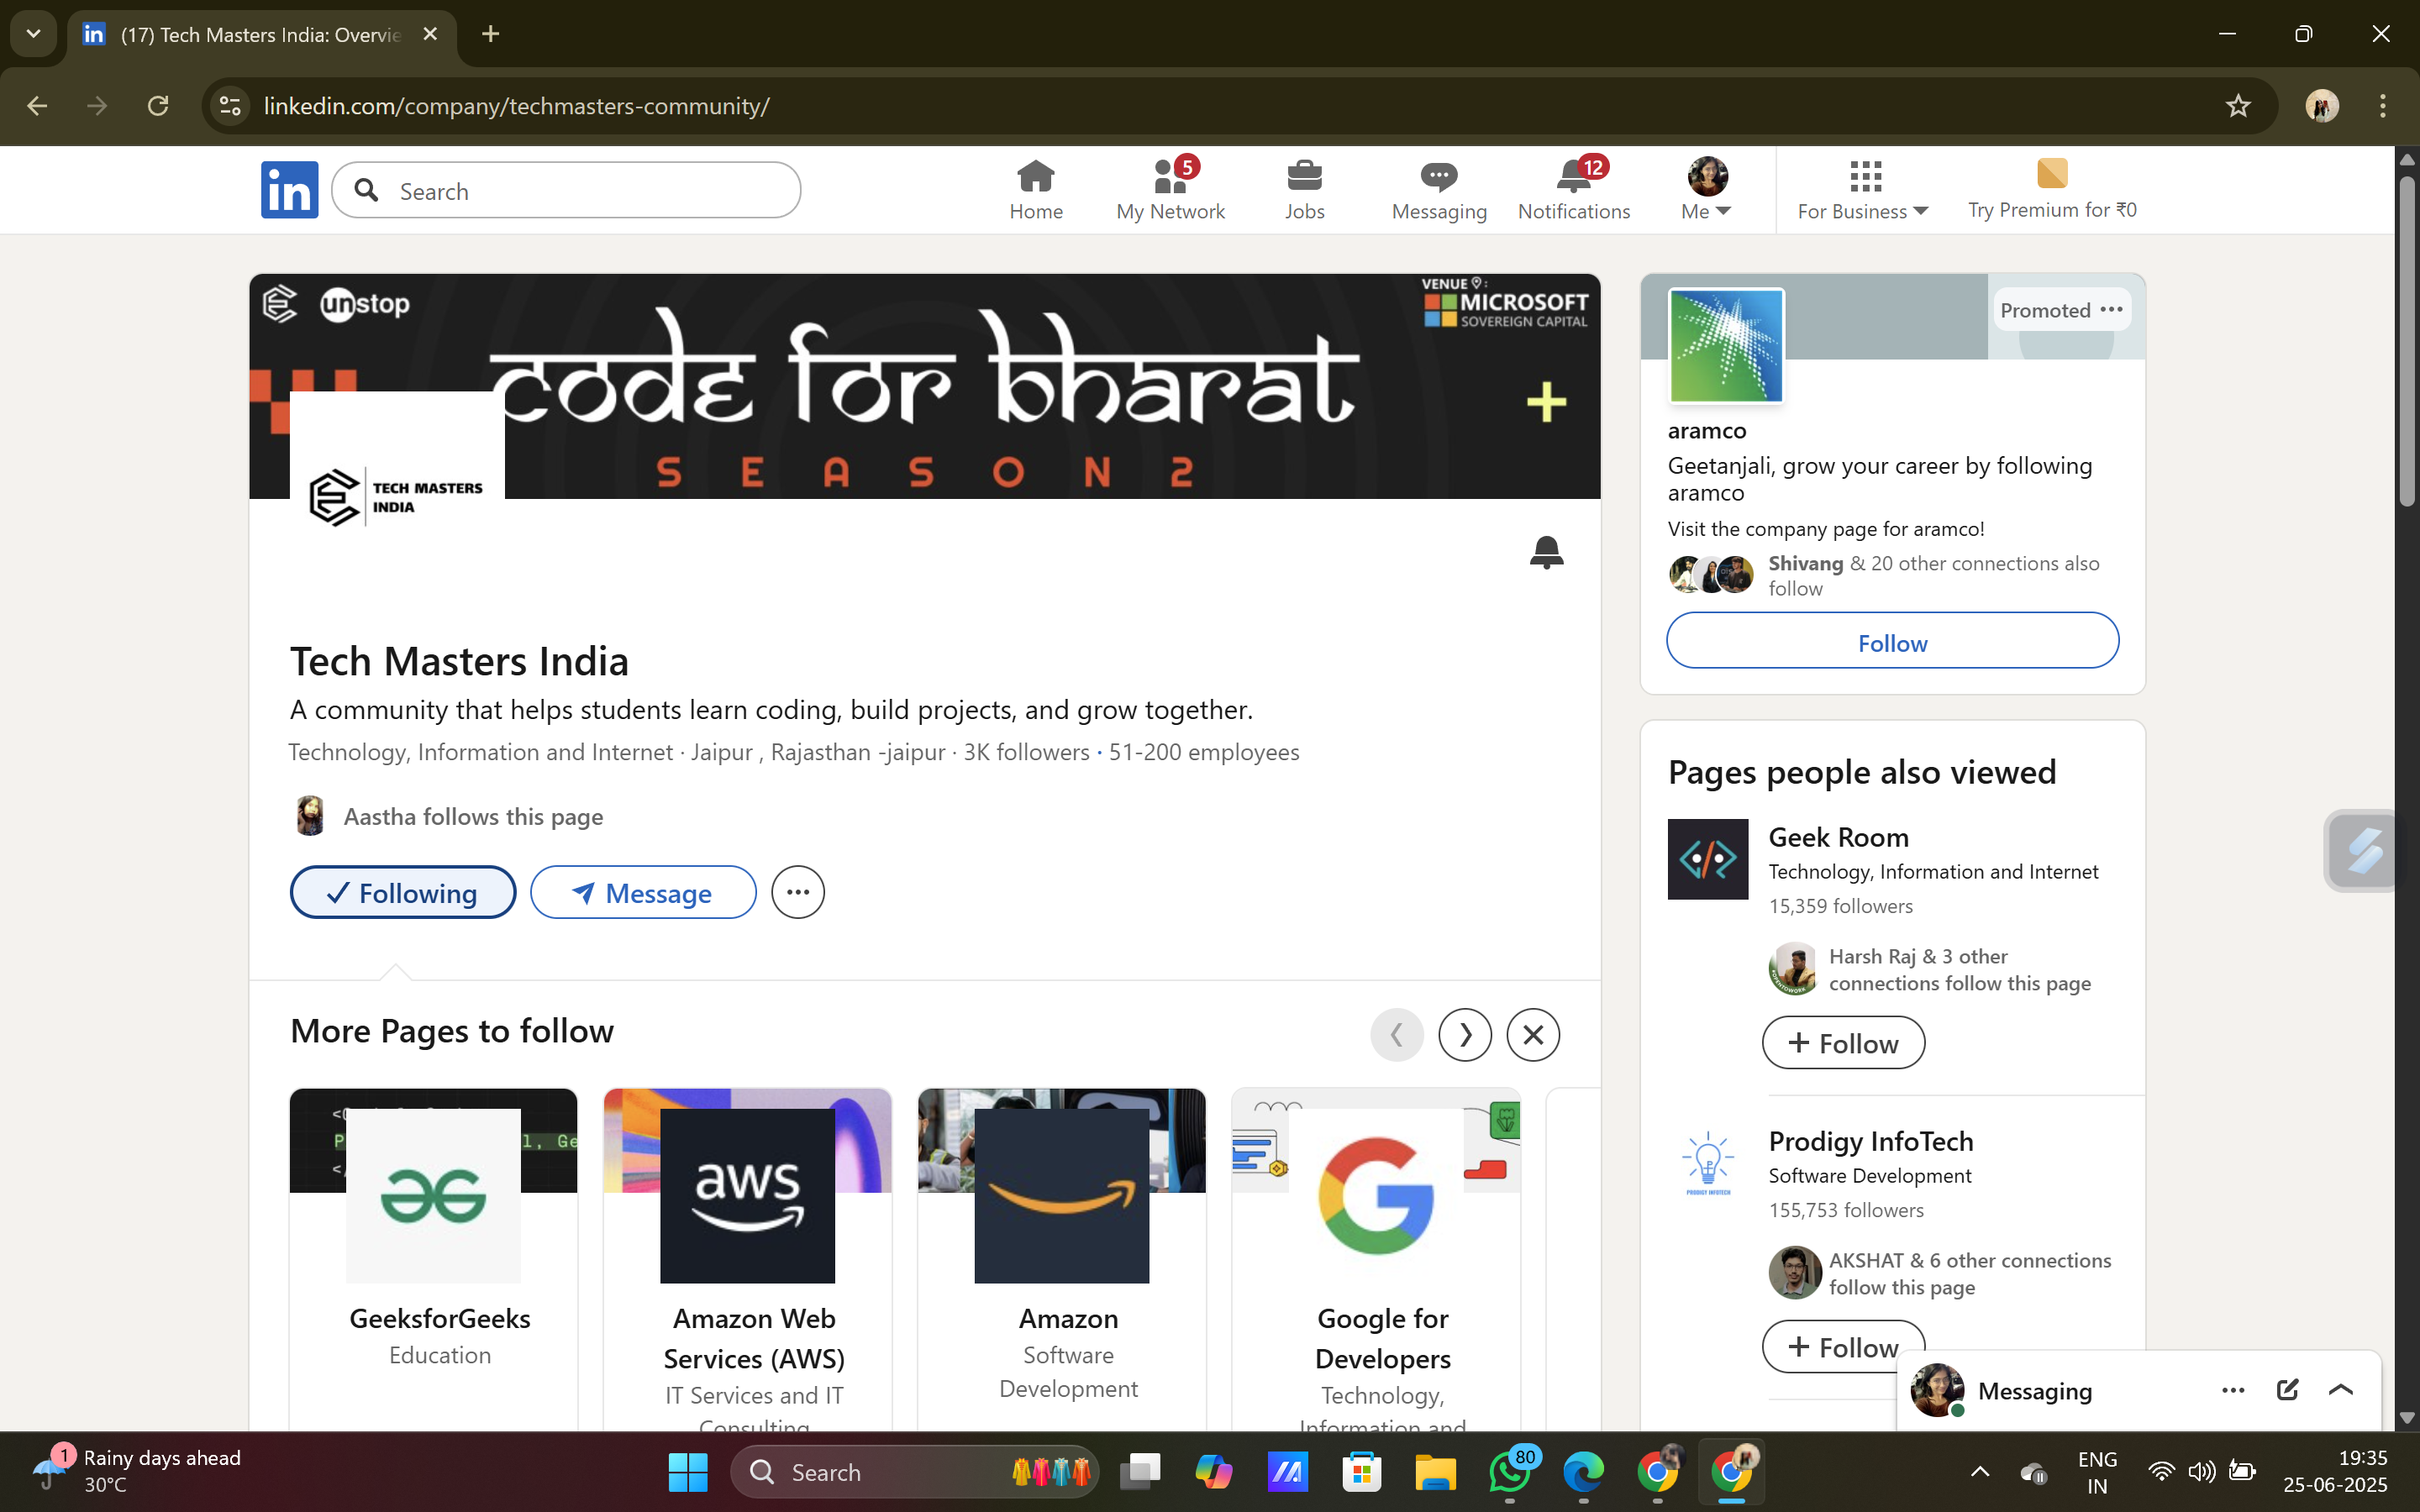 (17) Tech Masters India: Overvie
linkedin.com/company/techmasters-community/
Search
Home
5
My Network
Jobs
Messaging
12
Notifications
Me
For Business
Try Premium for ₹0
unstop
VENUE :
MICROSOFT
SOVEREIGN CAPITAL
code for bharat
SEASON 2
TECH MASTERS
INDIA
Tech Masters India
A community that helps students learn coding, build projects, and grow together.
Technology, Information and Internet · Jaipur , Rajasthan -jaipur · 3K followers · 51-200 employees
Aastha follows this page
Following
Message
More Pages to follow
GeeksforGeeks
Education
aws
Amazon Web
Services (AWS)
IT Services and IT
Consulting
Amazon
Software
Development
Google for
Developers
Technology,
Information and
Promoted
aramco
Geetanjali, grow your career by following
aramco
Visit the company page for aramco!
Shivang & 20 other connections also
follow
Follow
Pages people also viewed
Geek Room
Technology, Information and Internet
15,359 followers
Harsh Raj & 3 other
connections follow this page
+ Follow
PRODIGY INFOTECH
Prodigy InfoTech
Software Development
155,753 followers
AKSHAT & 6 other connections
follow this page
+ Follow
Messaging
1
Rainy days ahead
30°C
Search
80
ENG
IN
19:35
25-06-2025